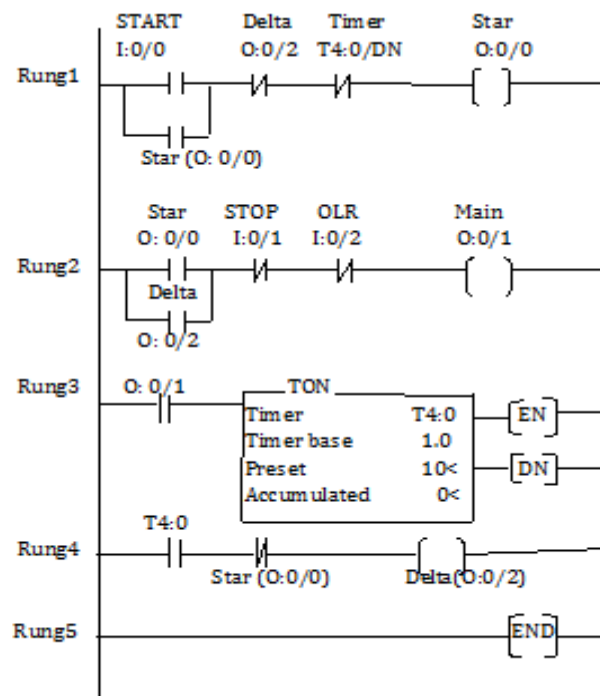 START Delta Timer Star
I:0/0 O:0/2 T4:0/DN O:0/0
Rung1
Star (O: 0/0)
Star STOP OLR Main
O: 0/0 I:0/1 I:0/2 O:0/1
Rung2
Delta
O: 0/2
Rung3 O: 0/1 TON
Timer T4:0 EN
Timer base 1.0
Preset 10< DN
Accumulated 0<
T4:0
Rung4
Star (O:0/0) Delta(O:0/2)
Rung5 END